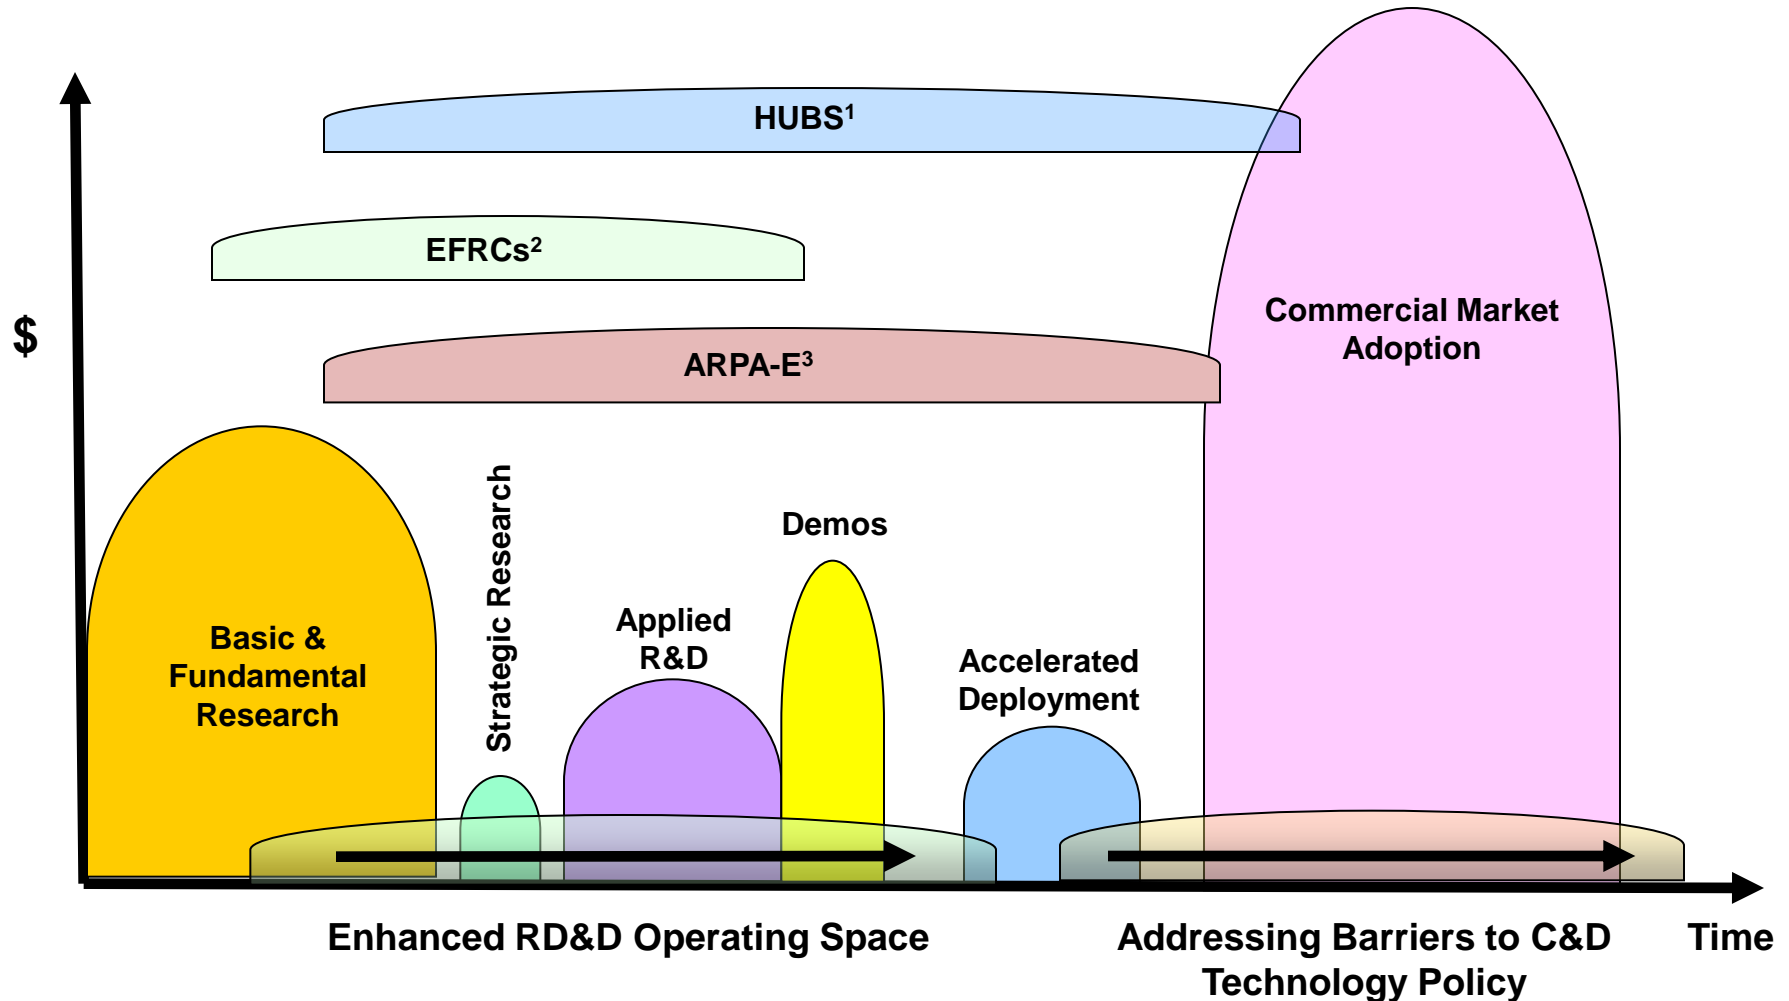 HUBS¹
EFRCs²
$
Commercial Market
Adoption
ARPA-E³
Strategic Research
Demos
Applied
R&D
Basic &
Fundamental
Research
Accelerated
Deployment
Enhanced RD&D Operating Space
Addressing Barriers to C&D
Technology Policy
Time